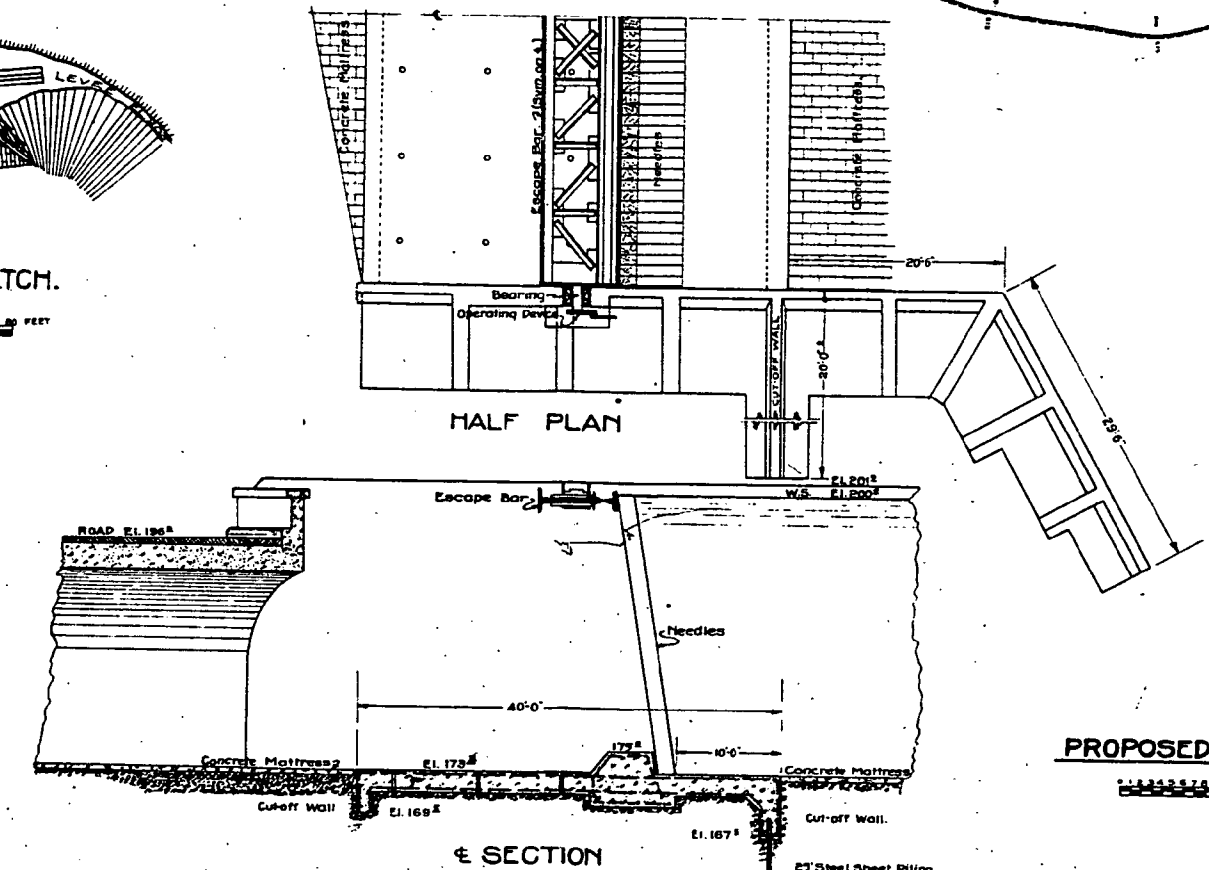 LEVEE
TCH.
Concrete Mattress
Escape Bar
Needles
Concrete Mattress
20'-6"
Bearing
Operating Device
CUT-OFF WALL
20'-0"
29'-9"
HALF PLAN
El. 201
W.S. El. 200
Escape Bar
ROAD El. 196
Needles
40'-0"
10'-0"
175
Concrete Mattress
El. 173
Concrete Mattress
Cut-off Wall
El. 169
El. 167
Cut-off Wall.
℄ SECTION
Steel Sheet Piling
PROPOSED